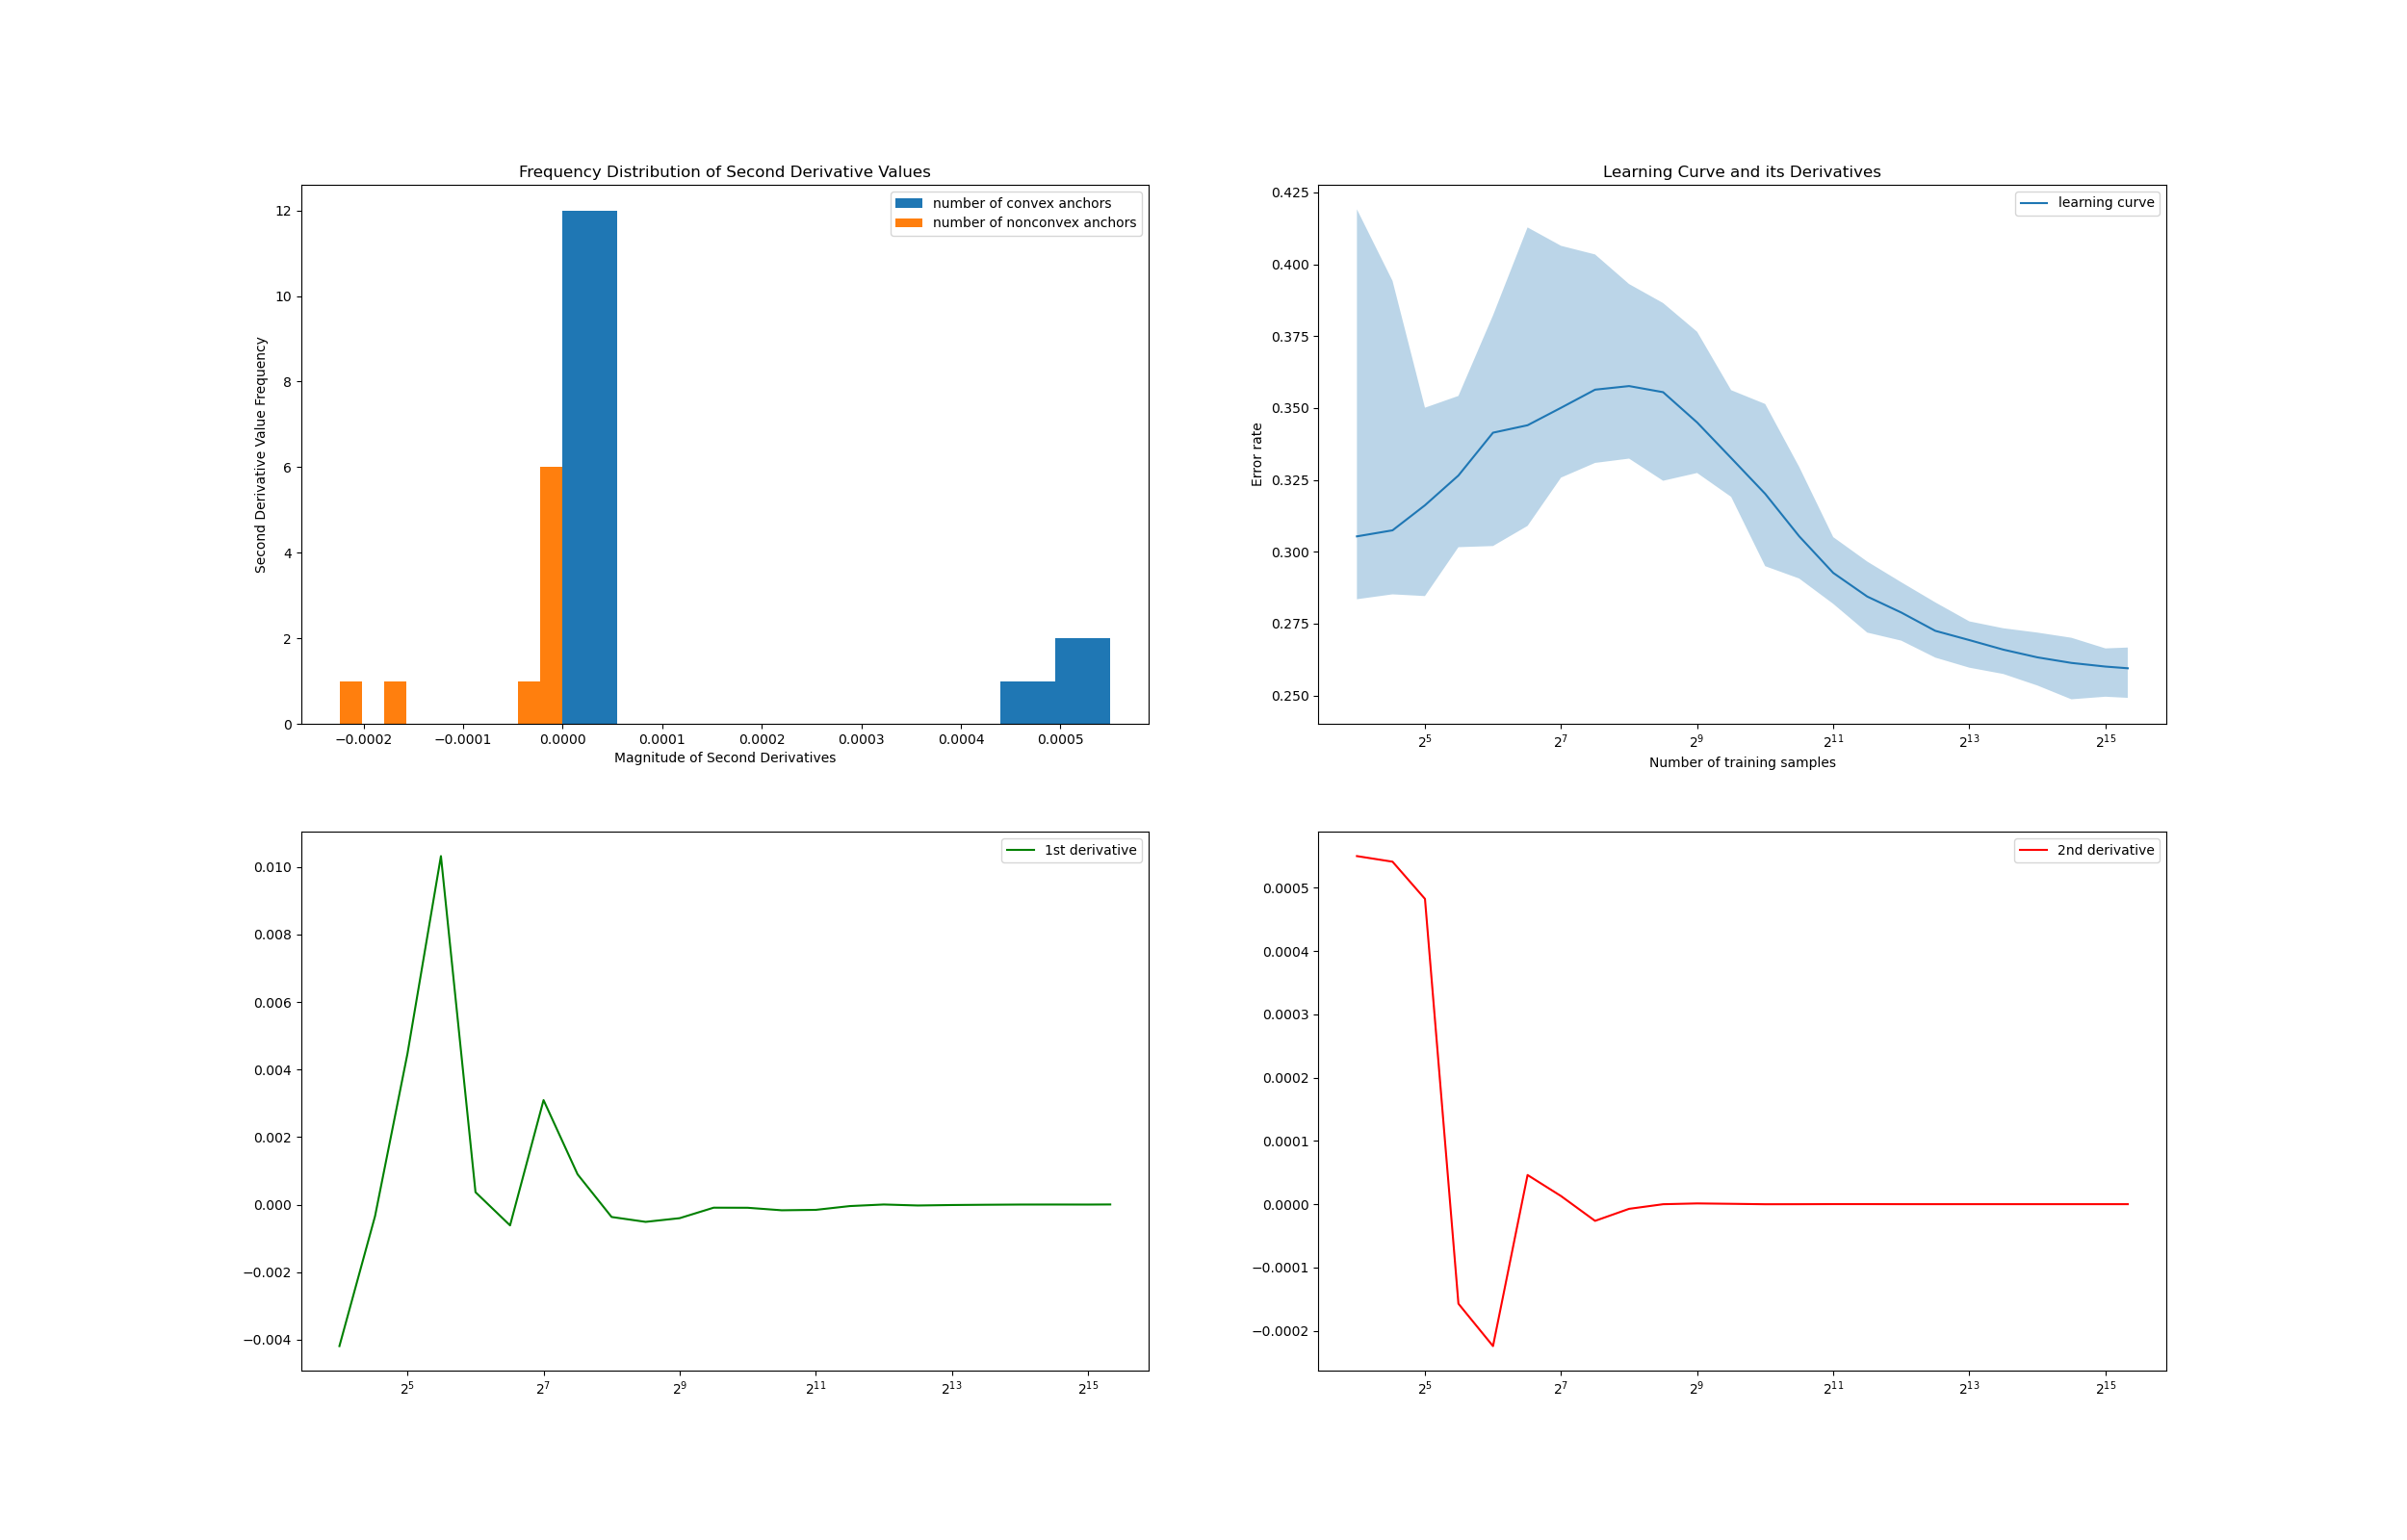 Frequency Distribution of Second Derivative Values
number of convex anchors
number of nonconvex anchors
12
10
8
6
4
2
0
Second Derivative Value Frequency
−0.0002 −0.0001 0.0000 0.0001 0.0002 0.0003 0.0004 0.0005
Magnitude of Second Derivatives
Learning Curve and its Derivatives
learning curve
0.425
0.400
0.375
0.350
0.325
0.300
0.275
0.250
Error rate
2^5 2^7 2^9 2^11 2^13 2^15
Number of training samples
1st derivative
0.010
0.008
0.006
0.004
0.002
0.000
−0.002
−0.004
2^5 2^7 2^9 2^11 2^13 2^15
2nd derivative
0.0005
0.0004
0.0003
0.0002
0.0001
0.0000
−0.0001
−0.0002
2^5 2^7 2^9 2^11 2^13 2^15